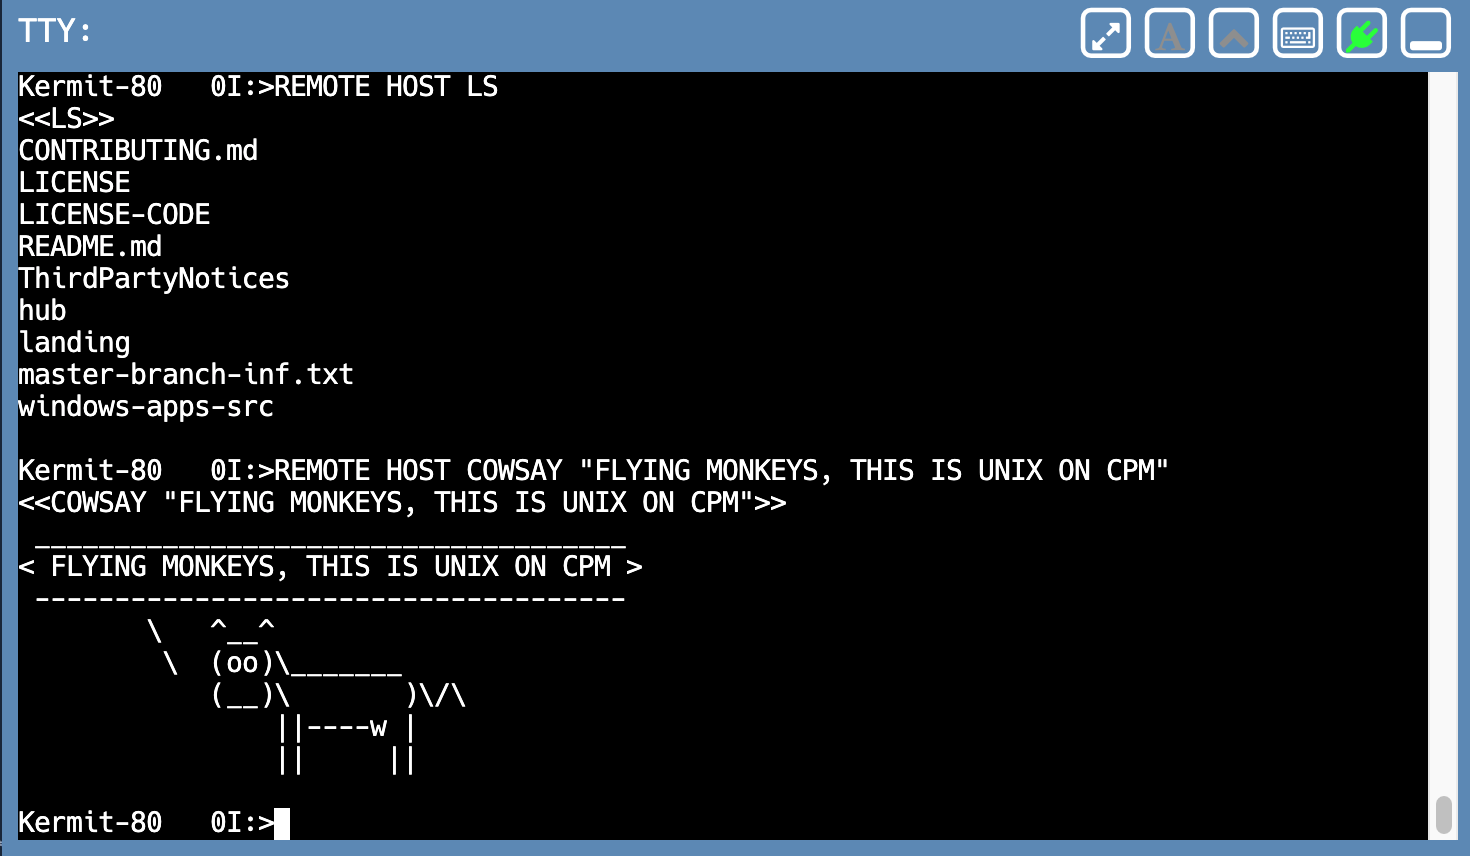 TTY:
A
Kermit-80   0I:>REMOTE HOST LS
<<LS>>
CONTRIBUTING.md
LICENSE
LICENSE-CODE
README.md
ThirdPartyNotices
hub
landing
master-branch-inf.txt
windows-apps-src
Kermit-80   0I:>REMOTE HOST COWSAY "FLYING MONKEYS, THIS IS UNIX ON CPM"
<<COWSAY "FLYING MONKEYS, THIS IS UNIX ON CPM">>
 _____________________________________
< FLYING MONKEYS, THIS IS UNIX ON CPM >
 -------------------------------------
        \   ^__^
         \  (oo)\_______
            (__)\       )\/\
                ||----w |
                ||     ||
Kermit-80   0I:>